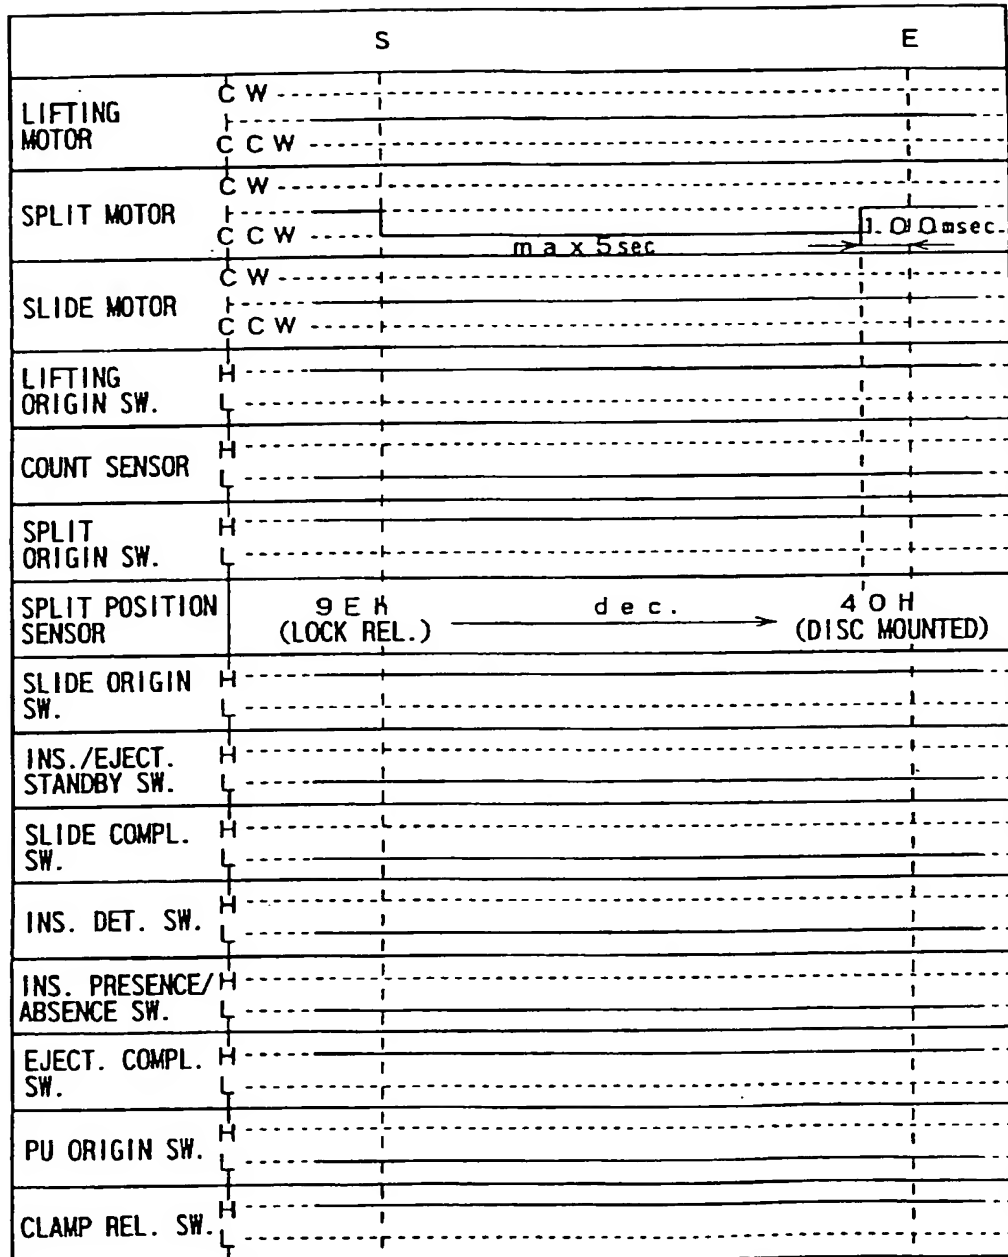 S E
LIFTING
MOTOR
CW
CCW
SPLIT MOTOR
CW
CCW
max 5sec
100msec.
SLIDE MOTOR
CW
CCW
LIFTING
ORIGIN SW.
H
L
COUNT SENSOR
H
L
SPLIT
ORIGIN SW.
H
L
SPLIT POSITION
SENSOR
9EH dec. 40H
(LOCK REL.) (DISC MOUNTED)
SLIDE ORIGIN
SW.
H
L
INS./EJECT.
STANDBY SW.
H
L
SLIDE COMPL.
SW.
H
L
INS. DET. SW.
H
L
INS. PRESENCE/
ABSENCE SW.
H
L
EJECT. COMPL.
SW.
H
L
PU ORIGIN SW.
H
L
CLAMP REL. SW.
H
L